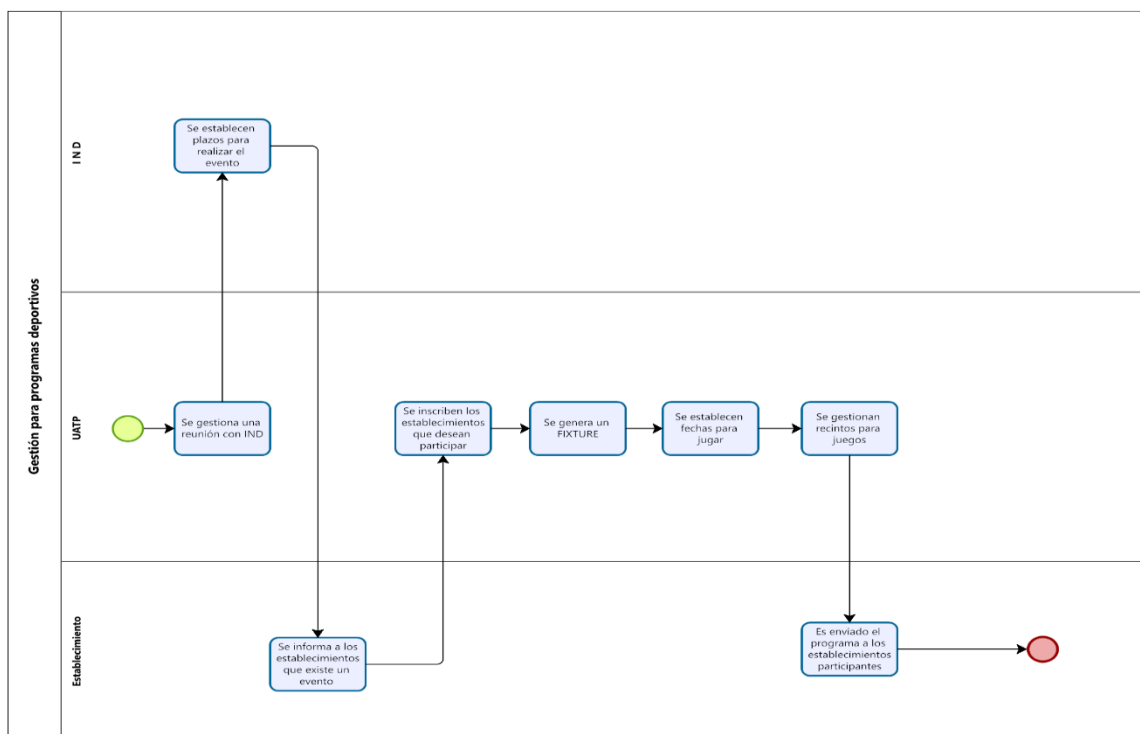 Gestión para programas deportivos
I N D
Se establecen
plazos para
realizar el
evento
UATP
Se gestiona una
reunión con IND
Se inscriben los
establecimientos
que desean
participar
Se genera un
FIXTURE
Se establecen
fechas para
jugar
Se gestionan
recintos para
juegos
Establecimiento
Se informa a los
establecimientos
que existe un
evento
Es enviado el
programa a los
establecimientos
participantes